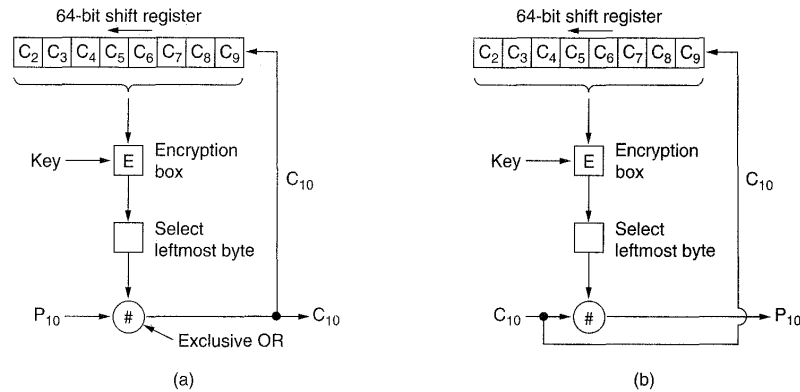 64-bit shift register
C2 C3 C4 C5 C6 C7 C8 C9
Key
E
Encryption
box
C10
Select
leftmost byte
P10
#
C10
Exclusive OR
(a)
64-bit shift register
C2 C3 C4 C5 C6 C7 C8 C9
Key
E
Encryption
box
C10
Select
leftmost byte
C10
#
P10
(b)